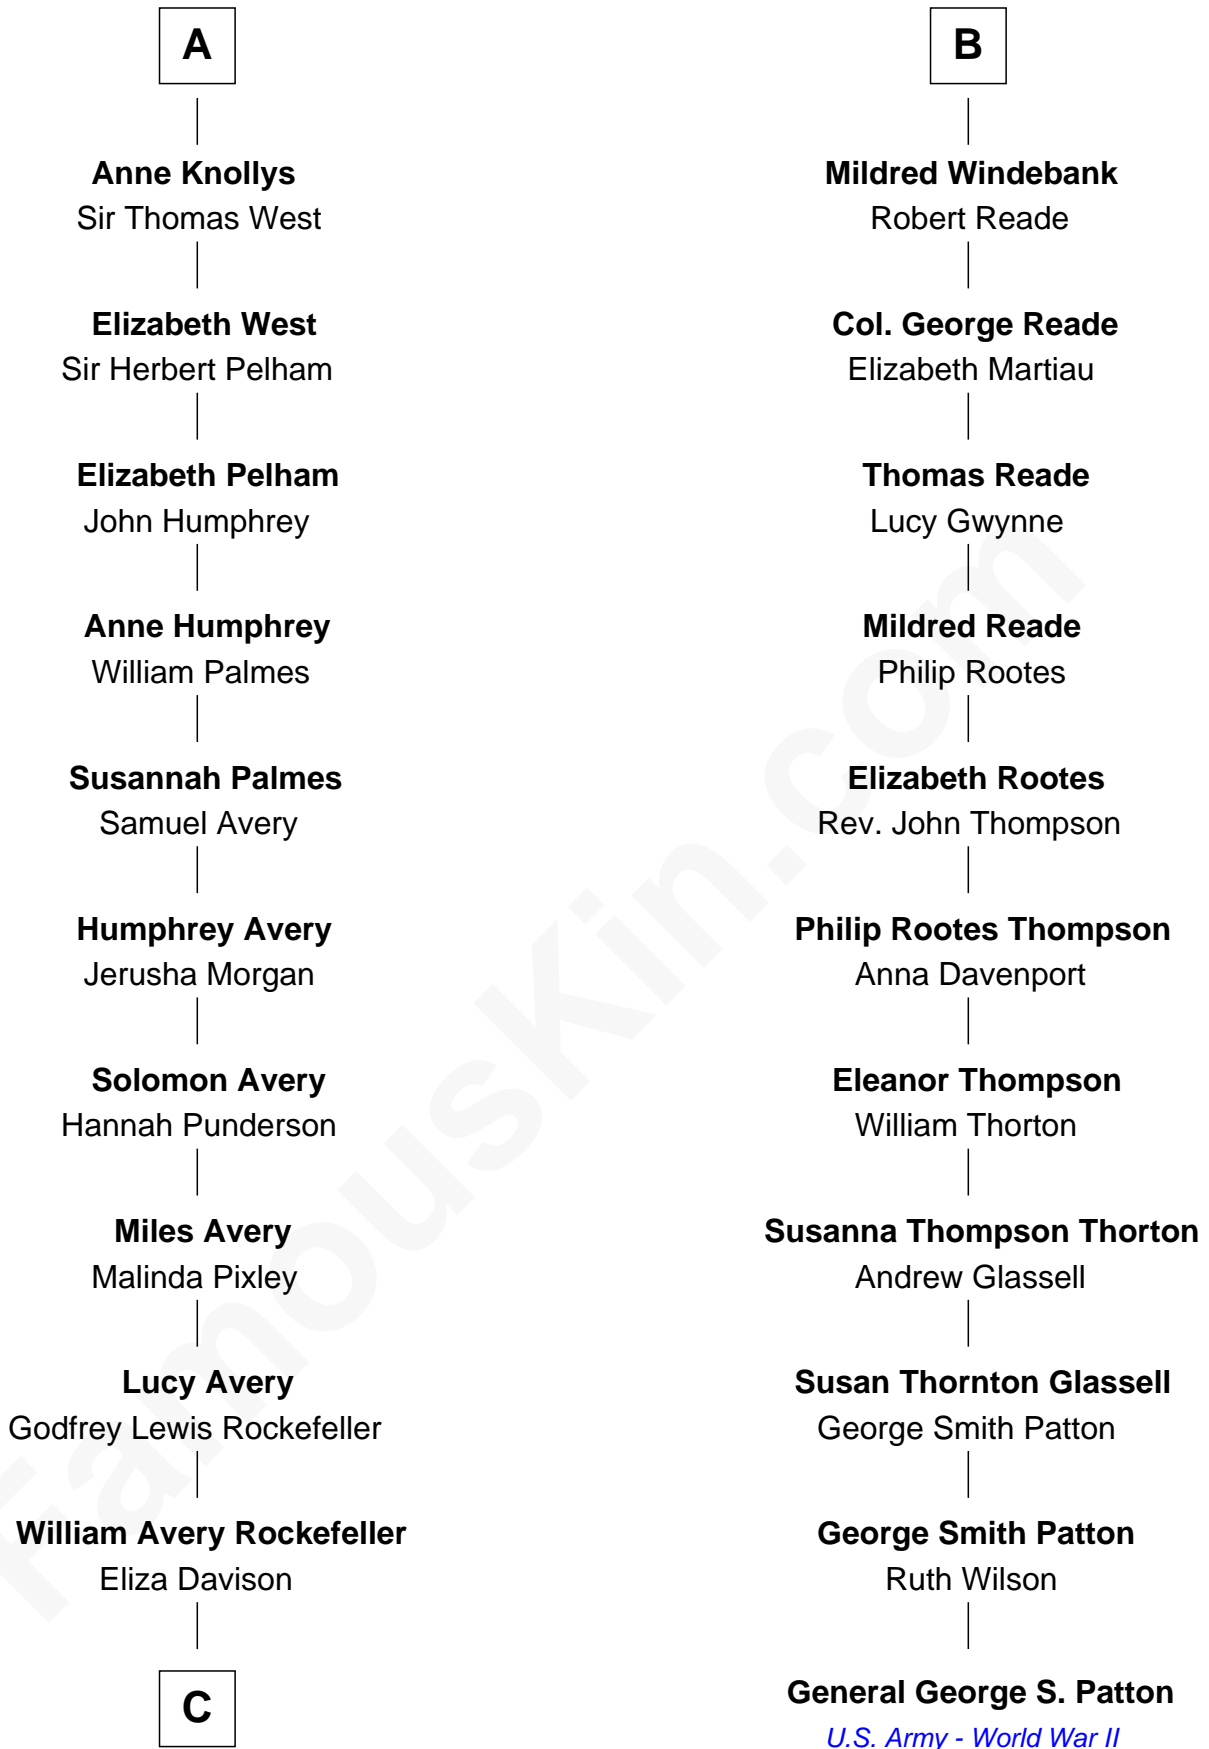 A
Anne Knollys
Sir Thomas West
Elizabeth West
Sir Herbert Pelham
Elizabeth Pelham
John Humphrey
Anne Humphrey
William Palmes
Susannah Palmes
Samuel Avery
Humphrey Avery
Jerusha Morgan
Solomon Avery
Hannah Punderson
Miles Avery
Malinda Pixley
Lucy Avery
Godfrey Lewis Rockefeller
William Avery Rockefeller
Eliza Davison
C
B
Mildred Windebank
Robert Reade
Col. George Reade
Elizabeth Martiau
Thomas Reade
Lucy Gwynne
Mildred Reade
Philip Rootes
Elizabeth Rootes
Rev. John Thompson
Philip Rootes Thompson
Anna Davenport
Eleanor Thompson
William Thorton
Susanna Thompson Thorton
Andrew Glassell
Susan Thornton Glassell
George Smith Patton
George Smith Patton
Ruth Wilson
General George S. Patton
U.S. Army - World War II
FamousKin.com